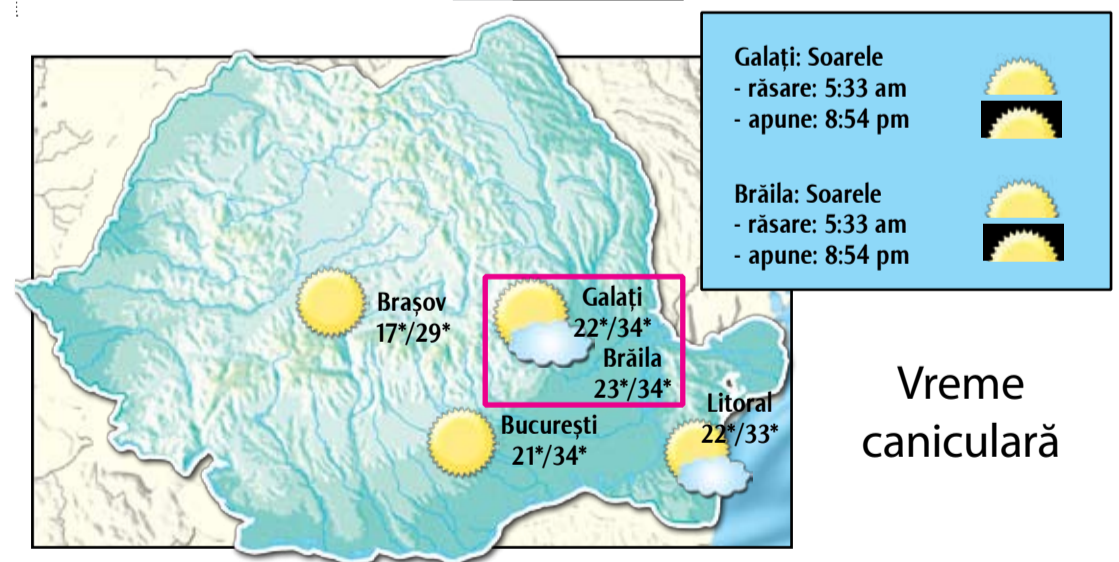 Galați: Soarele
- răsare: 5:33 am
- apune: 8:54 pm
Brăila: Soarele
- răsare: 5:33 am
- apune: 8:54 pm
Brașov
17*/29*
Galați
22*/34*
Brăila
23*/34*
București
21*/34*
Litoral
22*/33*
Vreme
caniculară